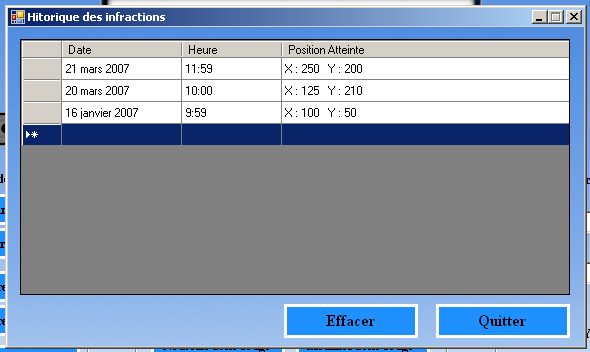 Hitorique des infractions
Date Heure Position Atteinte
21 mars 2007 11:59 X : 250 Y : 200
20 mars 2007 10:00 X : 125 Y : 210
16 janvier 2007 9:59 X : 100 Y : 50
Effacer Quitter